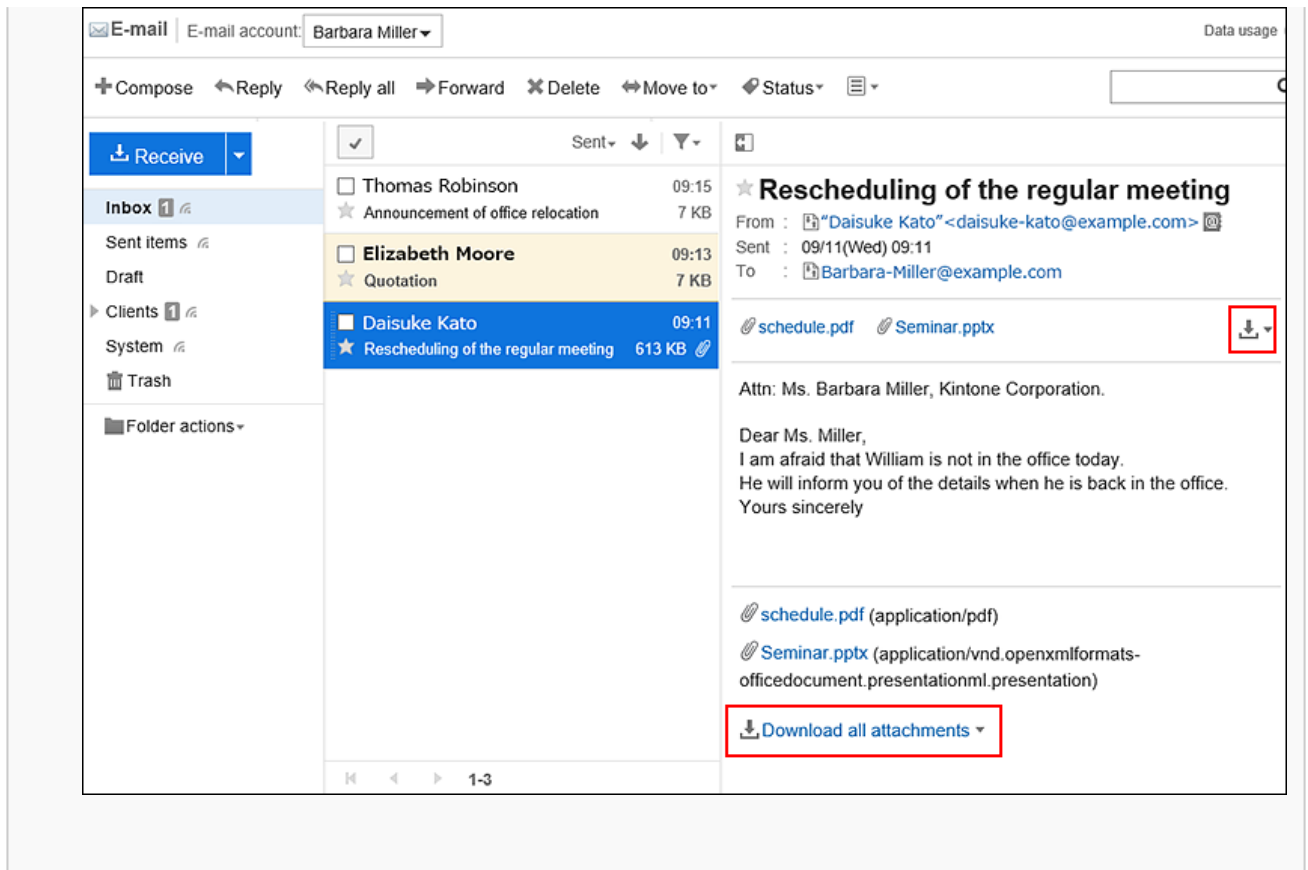 E-mail E-mail account: Barbara Miller Data usage
Compose Reply Reply all Forward Delete Move to Status
Receive
Inbox 1
Sent items
Draft
Clients 1
System
Trash
Folder actions
Sent
Thomas Robinson 09:15
Announcement of office relocation 7 KB
Elizabeth Moore 09:13
Quotation 7 KB
Daisuke Kato 09:11
Rescheduling of the regular meeting 613 KB
1-3
Rescheduling of the regular meeting
From : "Daisuke Kato"<daisuke-kato@example.com>
Sent : 09/11(Wed) 09:11
To : Barbara-Miller@example.com
schedule.pdf Seminar.pptx
Attn: Ms. Barbara Miller, Kintone Corporation.
Dear Ms. Miller,
I am afraid that William is not in the office today.
He will inform you of the details when he is back in the office.
Yours sincerely
schedule.pdf (application/pdf)
Seminar.pptx (application/vnd.openxmlformats-
officedocument.presentationml.presentation)
Download all attachments